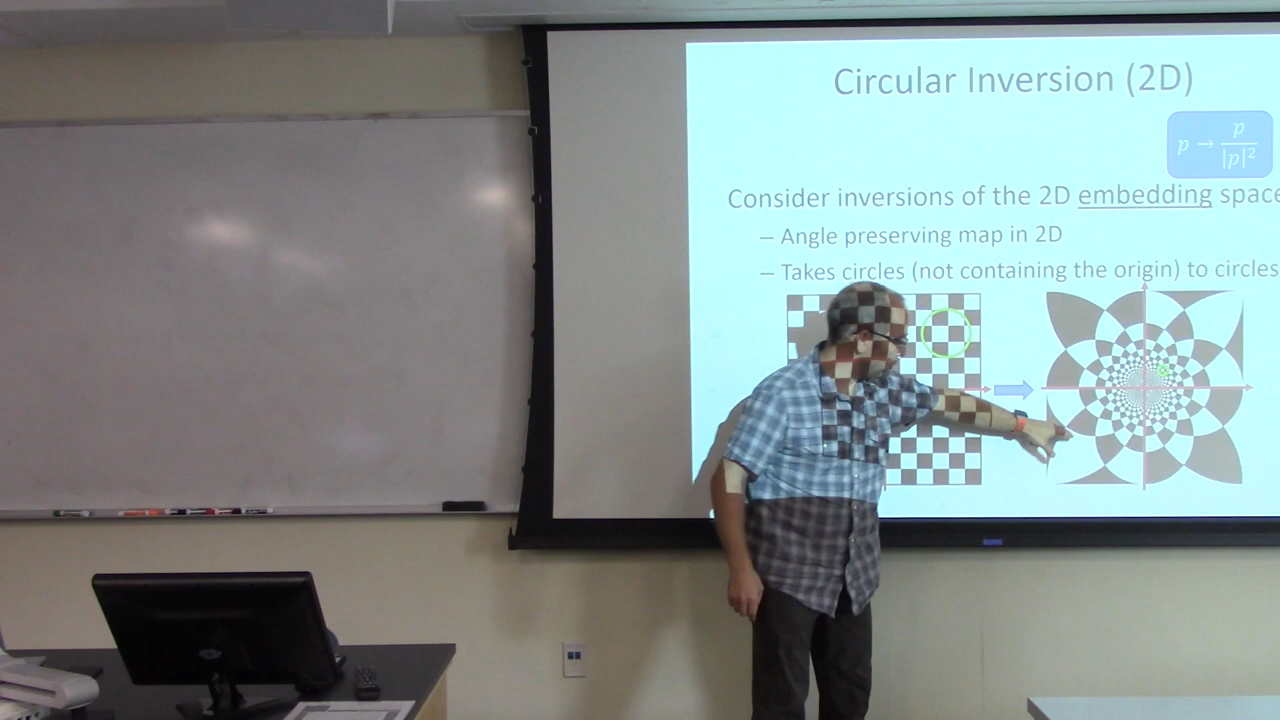 Circular Inversion (2D)
p → p / |p|²
Consider inversions of the 2D embedding space
– Angle preserving map in 2D
– Takes circles (not containing the origin) to circles